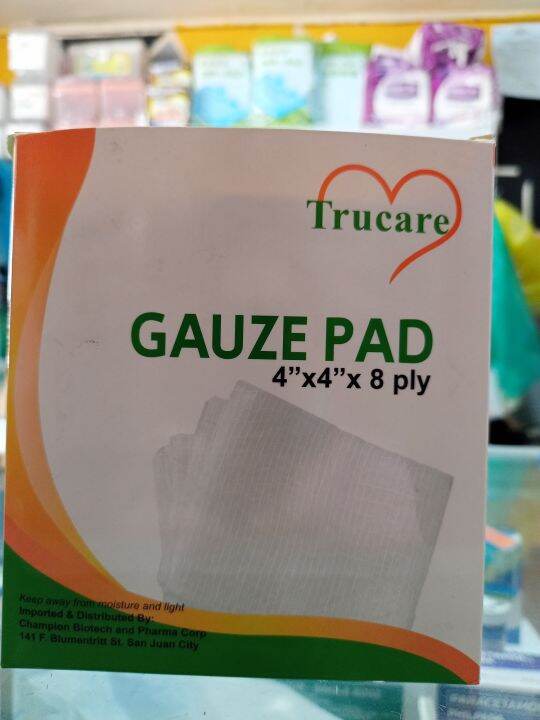 Trucare
GAUZE PAD
4”x4”x 8 ply
Keep away from moisture and light
Imported & Distributed By:
Champion Biotech and Pharma Corp
141 F. Blumentritt St. San Juan City